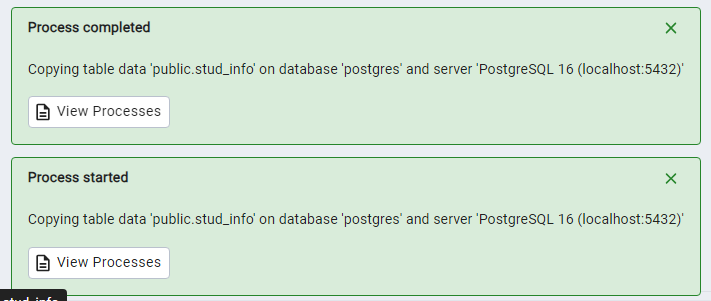 Process completed
Copying table data 'public.stud_info' on database 'postgres' and server 'PostgreSQL 16 (localhost:5432)'
View Processes
Process started
Copying table data 'public.stud_info' on database 'postgres' and server 'PostgreSQL 16 (localhost:5432)'
View Processes
stud_info